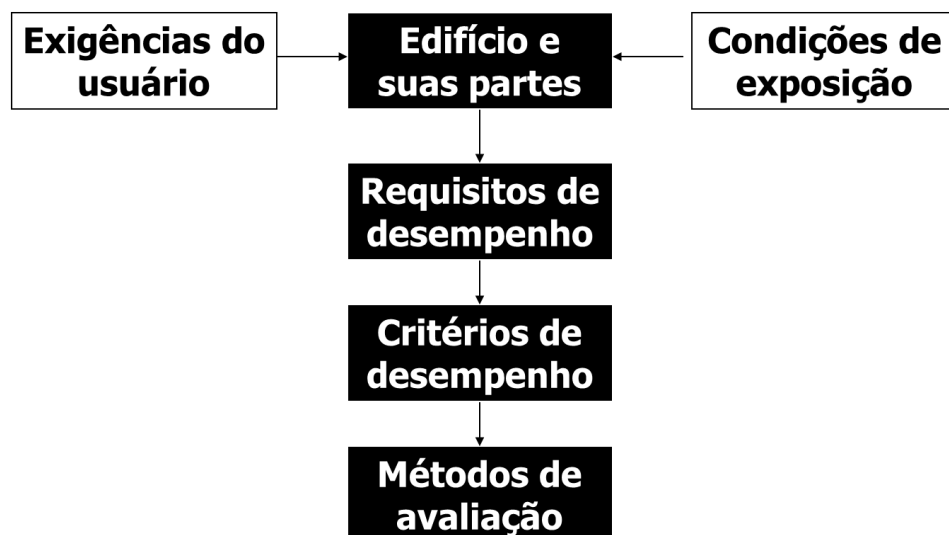 Exigências do
usuário
Edifício e
suas partes
Condições de
exposição
Requisitos de
desempenho
Critérios de
desempenho
Métodos de
avaliação